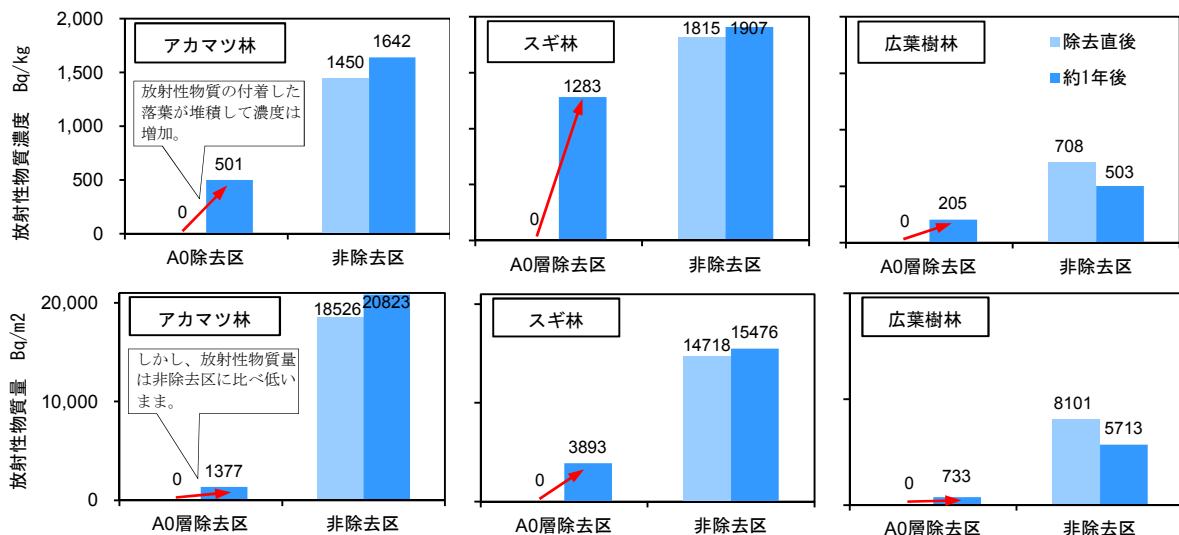 放射性物質濃度 Bq/kg
2,000
1,500
1,000
500
0
アカマツ林
放射性物質の付着した
落葉が堆積して濃度は
増加。
0
501
1450
1642
A0除去区
非除去区
スギ林
0
1283
1815
1907
A0層除去区
非除去区
広葉樹林
除去直後
約1年後
0
205
708
503
A0層除去区
非除去区
放射性物質量 Bq/m2
20,000
10,000
0
アカマツ林
しかし、放射性物質量
は非除去区に比べ低い
まま。
0
1377
18526
20823
A0層除去区
非除去区
スギ林
0
3893
14718
15476
A0層除去区
非除去区
広葉樹林
0
733
8101
5713
A0層除去区
非除去区